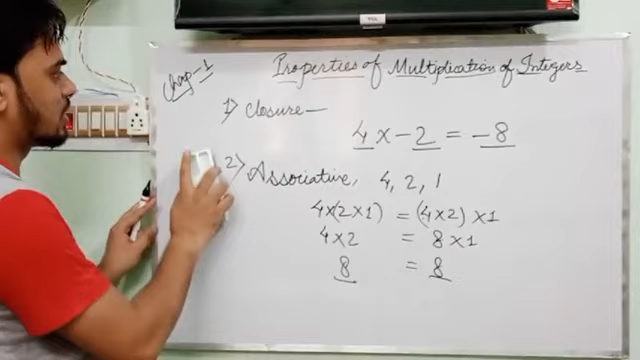 TCL
Chap-1
Properties of Multiplication of Integers
1) Closure —
4 x -2 = -8
2) Associative, 4, 2, 1
4x(2x1) = (4x2) x1
4x2 = 8x1
8 = 8